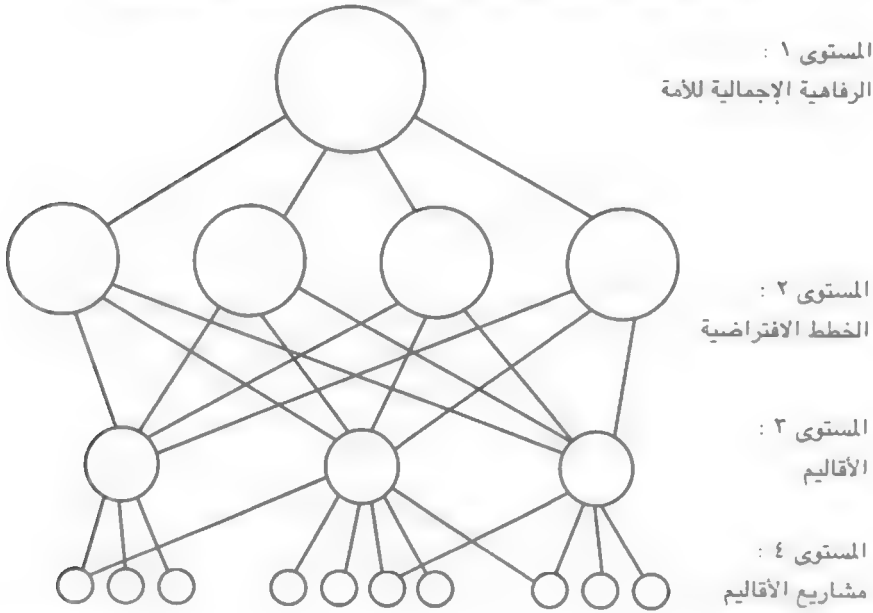 المستوى ١ :
الرفاهية الإجمالية للأمة
المستوى ٢ :
الخطط الافتراضية
المستوى ٣ :
الأقاليم
المستوى ٤ :
مشاريع الأقاليم